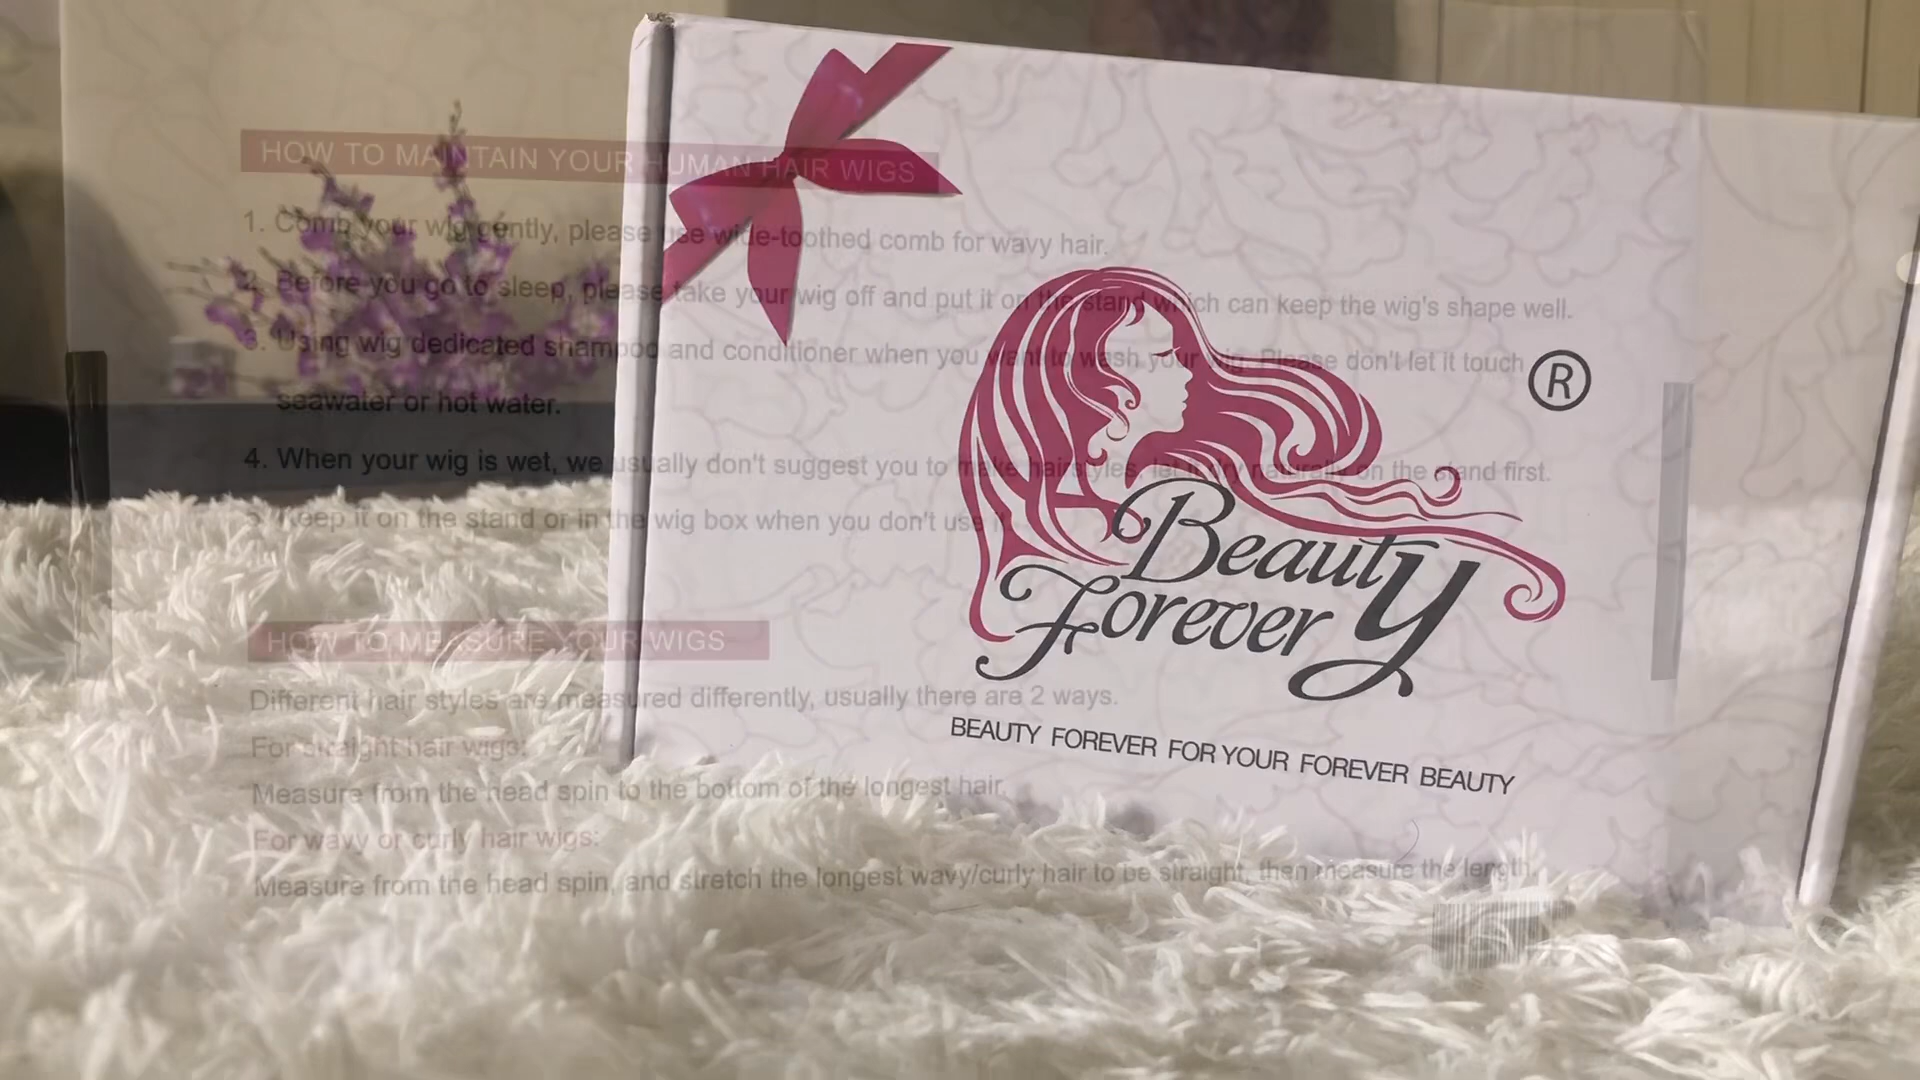 HOW TO MAINTAIN YOUR HUMAN HAIR WIGS
1. Comb your wig gently, please use wide-toothed comb for wavy hair.
2. Before you go to sleep, please take your wig off and put it on the stand which can keep the wig's shape well.
3. Using wig dedicated shampoo and conditioner when you want to wash your wig. Please don't let it touch
seawater or hot water.
4. When your wig is wet, we usually don't suggest you to make hairstyles, let it dry naturally on the stand first.
5. Keep it on the stand or in the wig box when you don't use it.
HOW TO MEASURE YOUR WIGS
Different hair styles are measured differently, usually there are 2 ways.
For straight hair wigs:
Measure from the head spin to the bottom of the longest hair.
For wavy or curly hair wigs:
Measure from the head spin, and stretch the longest wavy/curly hair to be straight, then measure the length.
®
Beauty
Forever
BEAUTY FOREVER FOR YOUR FOREVER BEAUTY